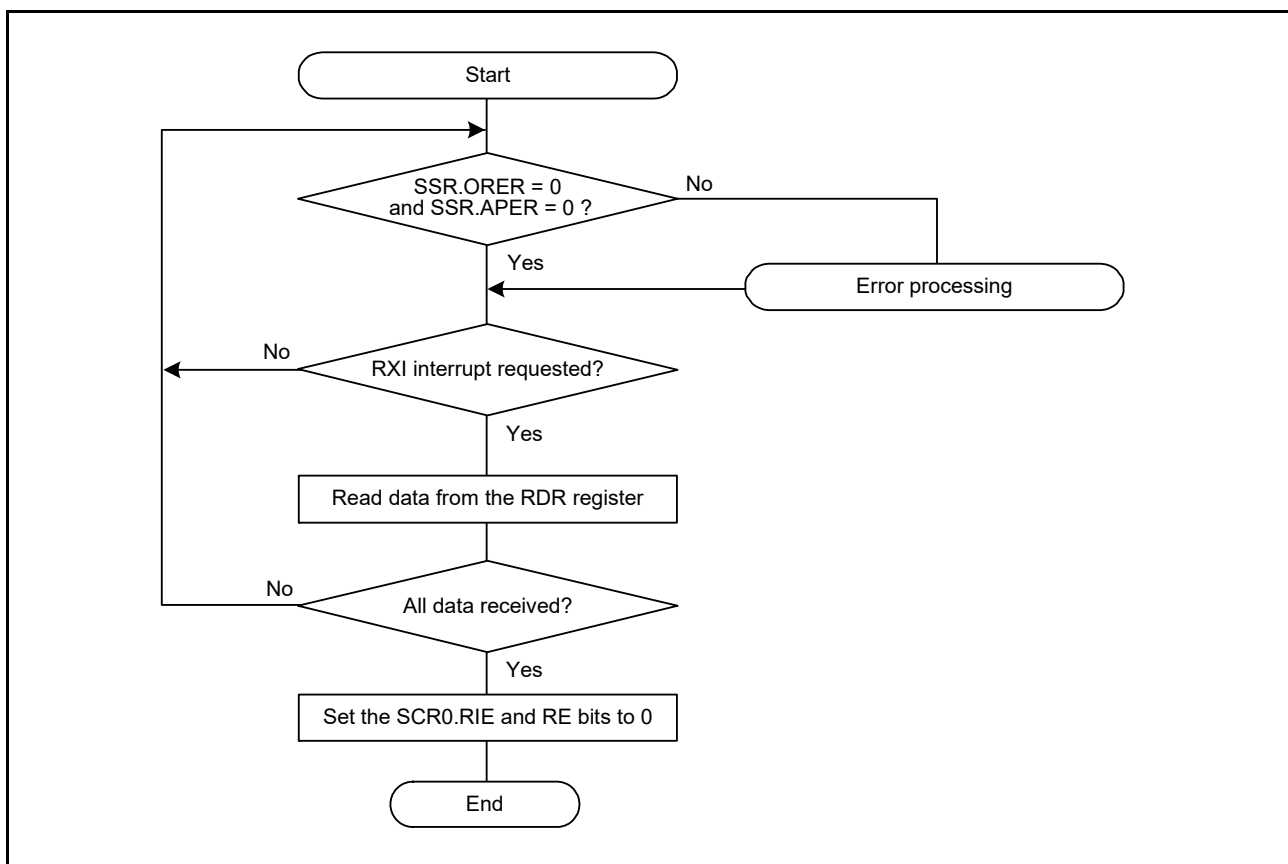 Start
SSR.ORER = 0
and SSR.APER = 0 ?
No
Yes
Error processing
No
RXI interrupt requested?
Yes
Read data from the RDR register
No
All data received?
Yes
Set the SCR0.RIE and RE bits to 0
End